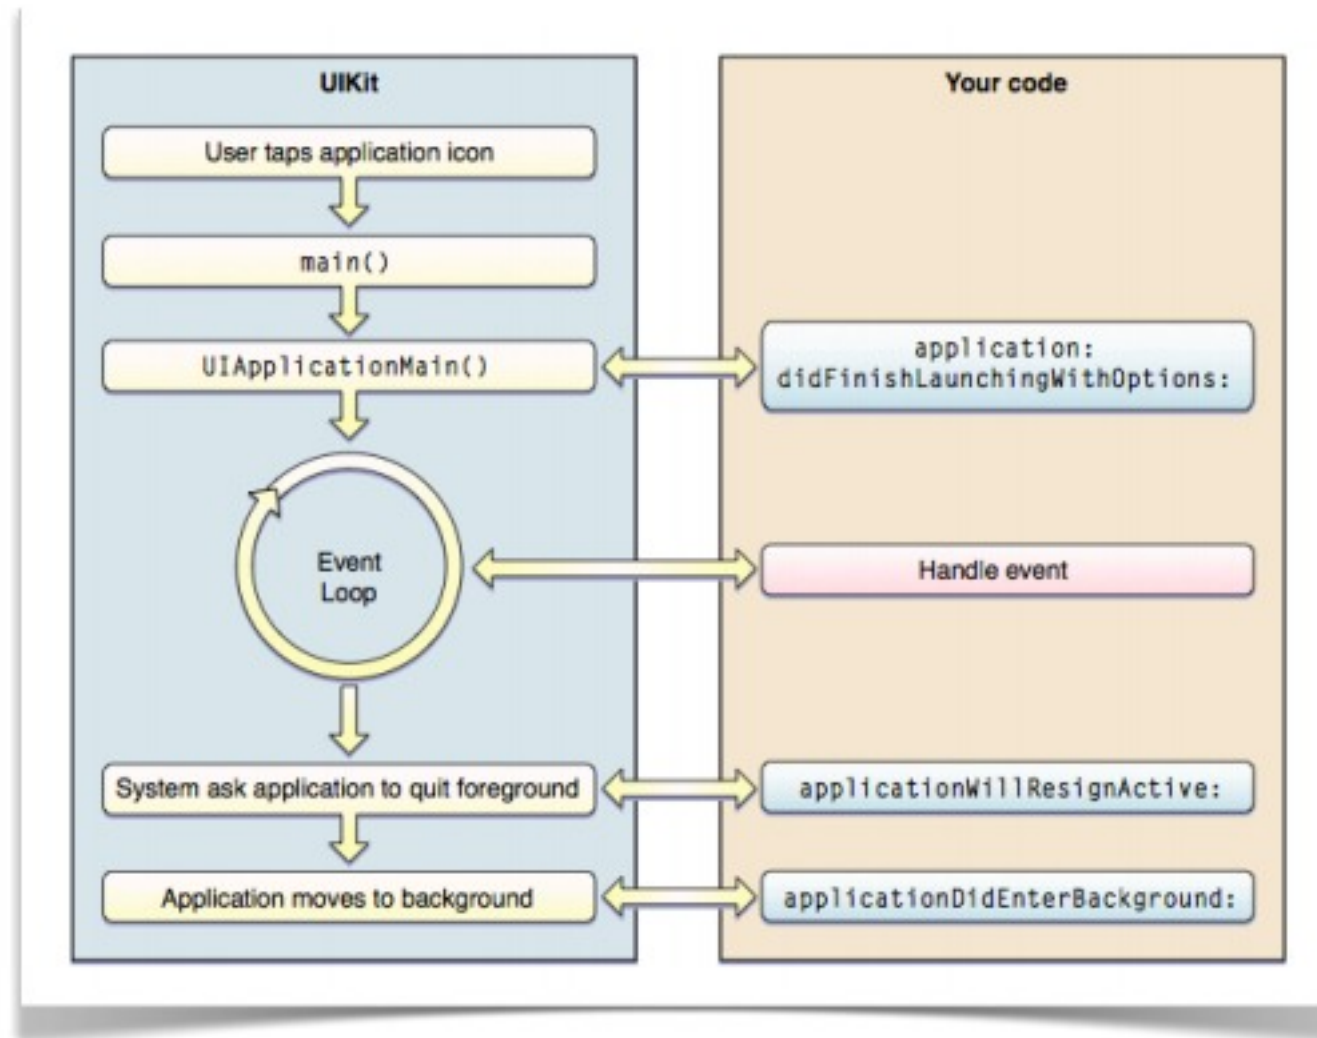 UIKit
User taps application icon
main()
UIApplicationMain()
Event
Loop
System ask application to quit foreground
Application moves to background
Your code
application:
didFinishLaunchingWithOptions:
Handle event
applicationWillResignActive:
applicationDidEnterBackground: